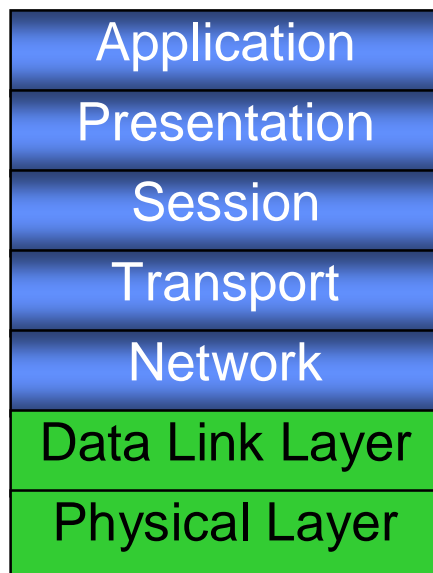 Application
Presentation
Session
Transport
Network
Data Link Layer
Physical Layer